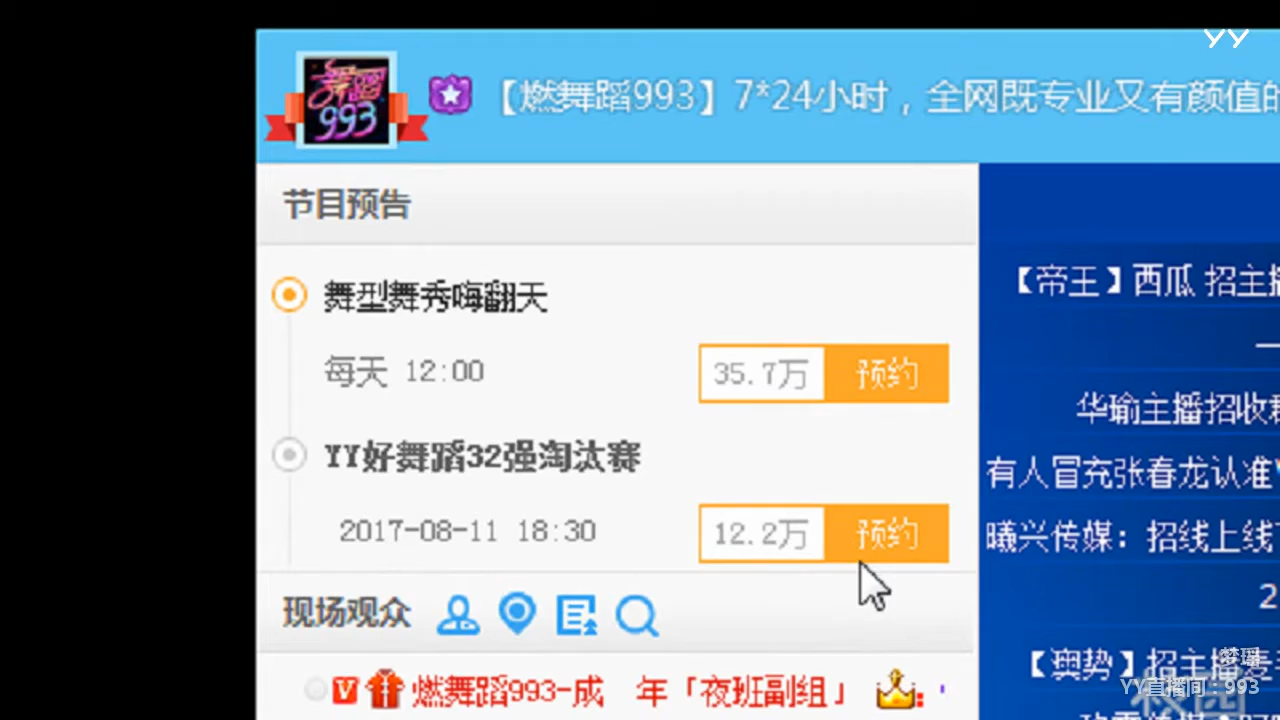 YY
舞蹈
993
【燃舞蹈993】7*24小时，全网既专业又有颜值的
节目预告
舞型舞秀嗨翻天
每天 12:00 35.7万 预约
YY好舞蹈32强淘汰赛
2017-08-11 18:30 12.2万 预约
现场观众
V 燃舞蹈993-成 年「夜班副组」
【帝王】西瓜 招主播
华瑜主播招收
有人冒充张春龙认准
曦兴传媒：招线上线
2
【澳势】招主播麦手
梦瑶
YY直播间：993